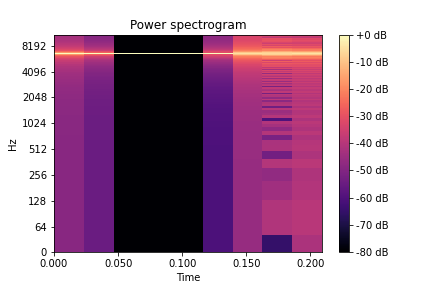 Power spectrogram
Hz
8192
4096
2048
1024
512
256
128
64
0
0.000
0.050
0.100
0.150
0.200
Time
+0 dB
-10 dB
-20 dB
-30 dB
-40 dB
-50 dB
-60 dB
-70 dB
-80 dB